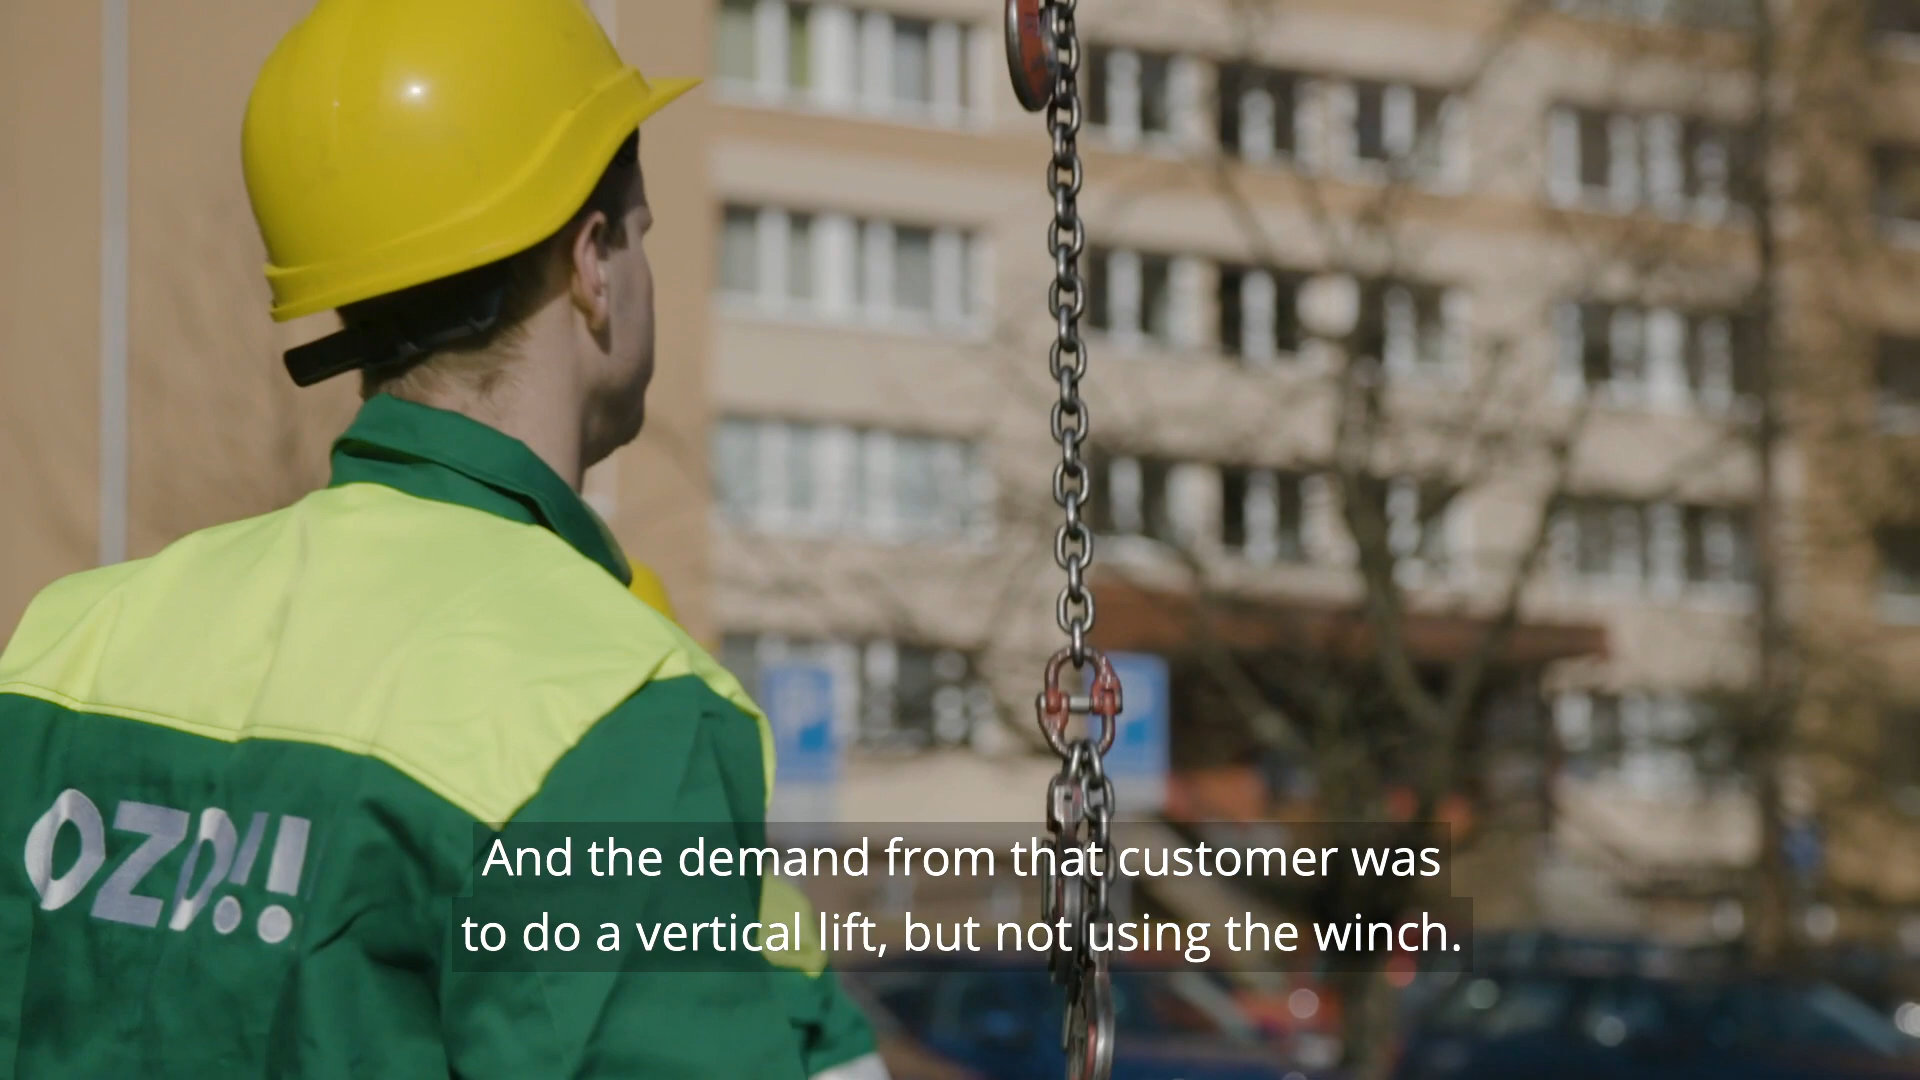 OZD!!
And the demand from that customer was
to do a vertical lift, but not using the winch.